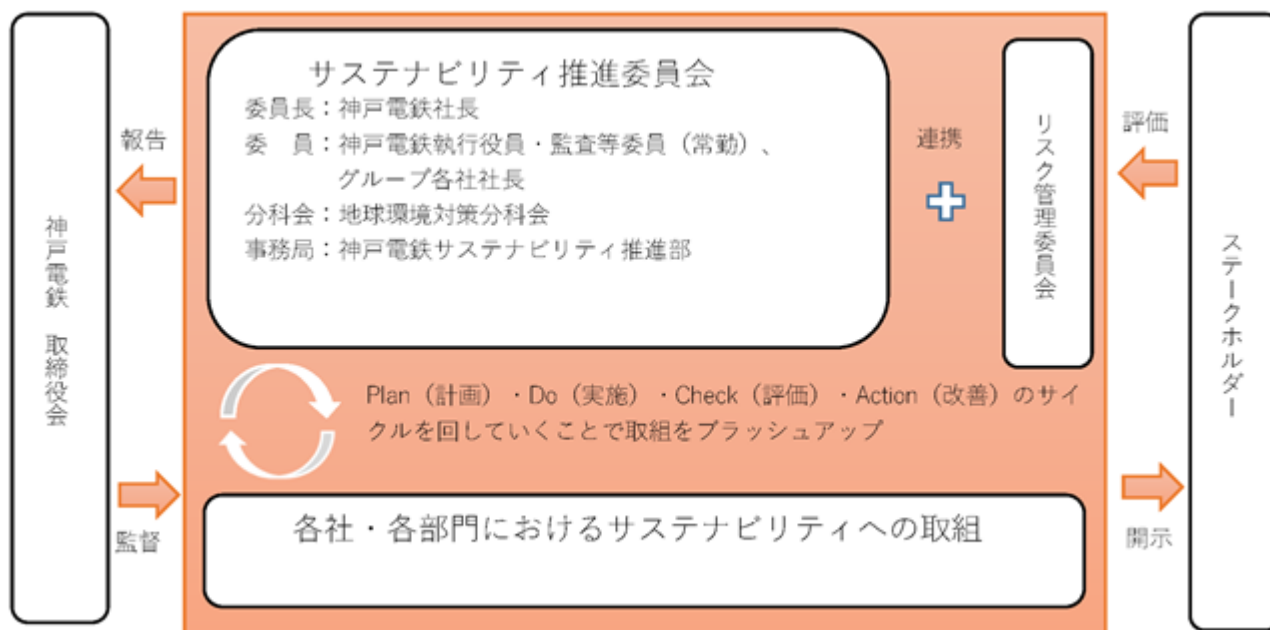 神戸電鉄 取締役会
報告
監督
サステナビリティ推進委員会
委員長：神戸電鉄社長
委　員：神戸電鉄執行役員・監査等委員（常勤）、
グループ各社社長
分科会：地球環境対策分科会
事務局：神戸電鉄サステナビリティ推進部
連携
リスク管理委員会
Plan（計画）・Do（実施）・Check（評価）・Action（改善）のサイ
クルを回していくことで取組をブラッシュアップ
各社・各部門におけるサステナビリティへの取組
評価
開示
ステークホルダー